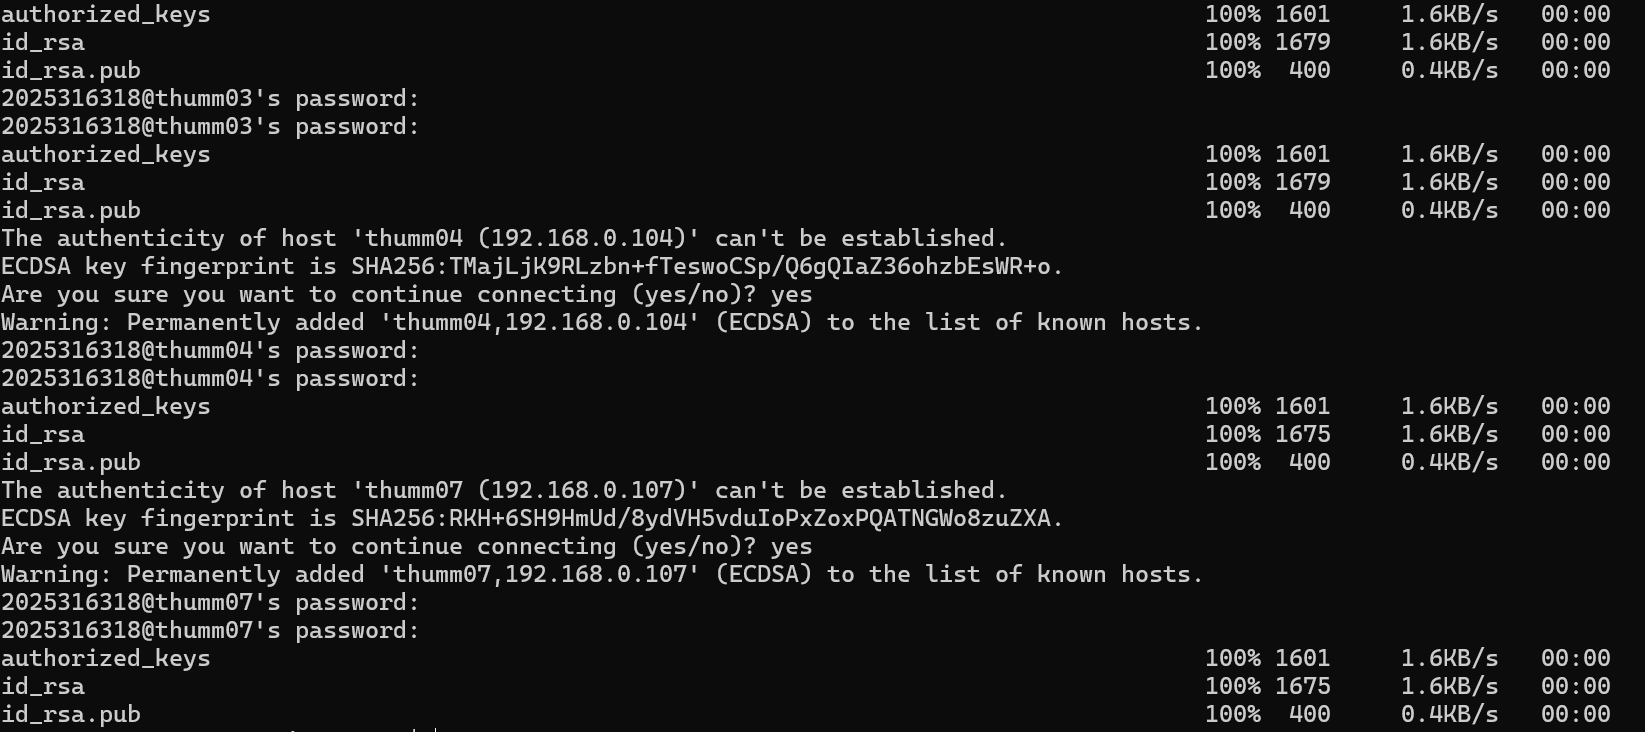 authorized_keys 100% 1601 1.6KB/s 00:00
id_rsa 100% 1679 1.6KB/s 00:00
id_rsa.pub 100% 400 0.4KB/s 00:00
2025316318@thumm03's password:
2025316318@thumm03's password:
authorized_keys 100% 1601 1.6KB/s 00:00
id_rsa 100% 1679 1.6KB/s 00:00
id_rsa.pub 100% 400 0.4KB/s 00:00
The authenticity of host 'thumm04 (192.168.0.104)' can't be established.
ECDSA key fingerprint is SHA256:TMajLjK9RLzbn+fTeswoCSp/Q6gQIaZ36ohzbEsWR+o.
Are you sure you want to continue connecting (yes/no)? yes
Warning: Permanently added 'thumm04,192.168.0.104' (ECDSA) to the list of known hosts.
2025316318@thumm04's password:
2025316318@thumm04's password:
authorized_keys 100% 1601 1.6KB/s 00:00
id_rsa 100% 1675 1.6KB/s 00:00
id_rsa.pub 100% 400 0.4KB/s 00:00
The authenticity of host 'thumm07 (192.168.0.107)' can't be established.
ECDSA key fingerprint is SHA256:RKH+6SH9HmUd/8ydVH5vduIoPxZoxPQATNGWo8zuZXA.
Are you sure you want to continue connecting (yes/no)? yes
Warning: Permanently added 'thumm07,192.168.0.107' (ECDSA) to the list of known hosts.
2025316318@thumm07's password:
2025316318@thumm07's password:
authorized_keys 100% 1601 1.6KB/s 00:00
id_rsa 100% 1675 1.6KB/s 00:00
id_rsa.pub 100% 400 0.4KB/s 00:00